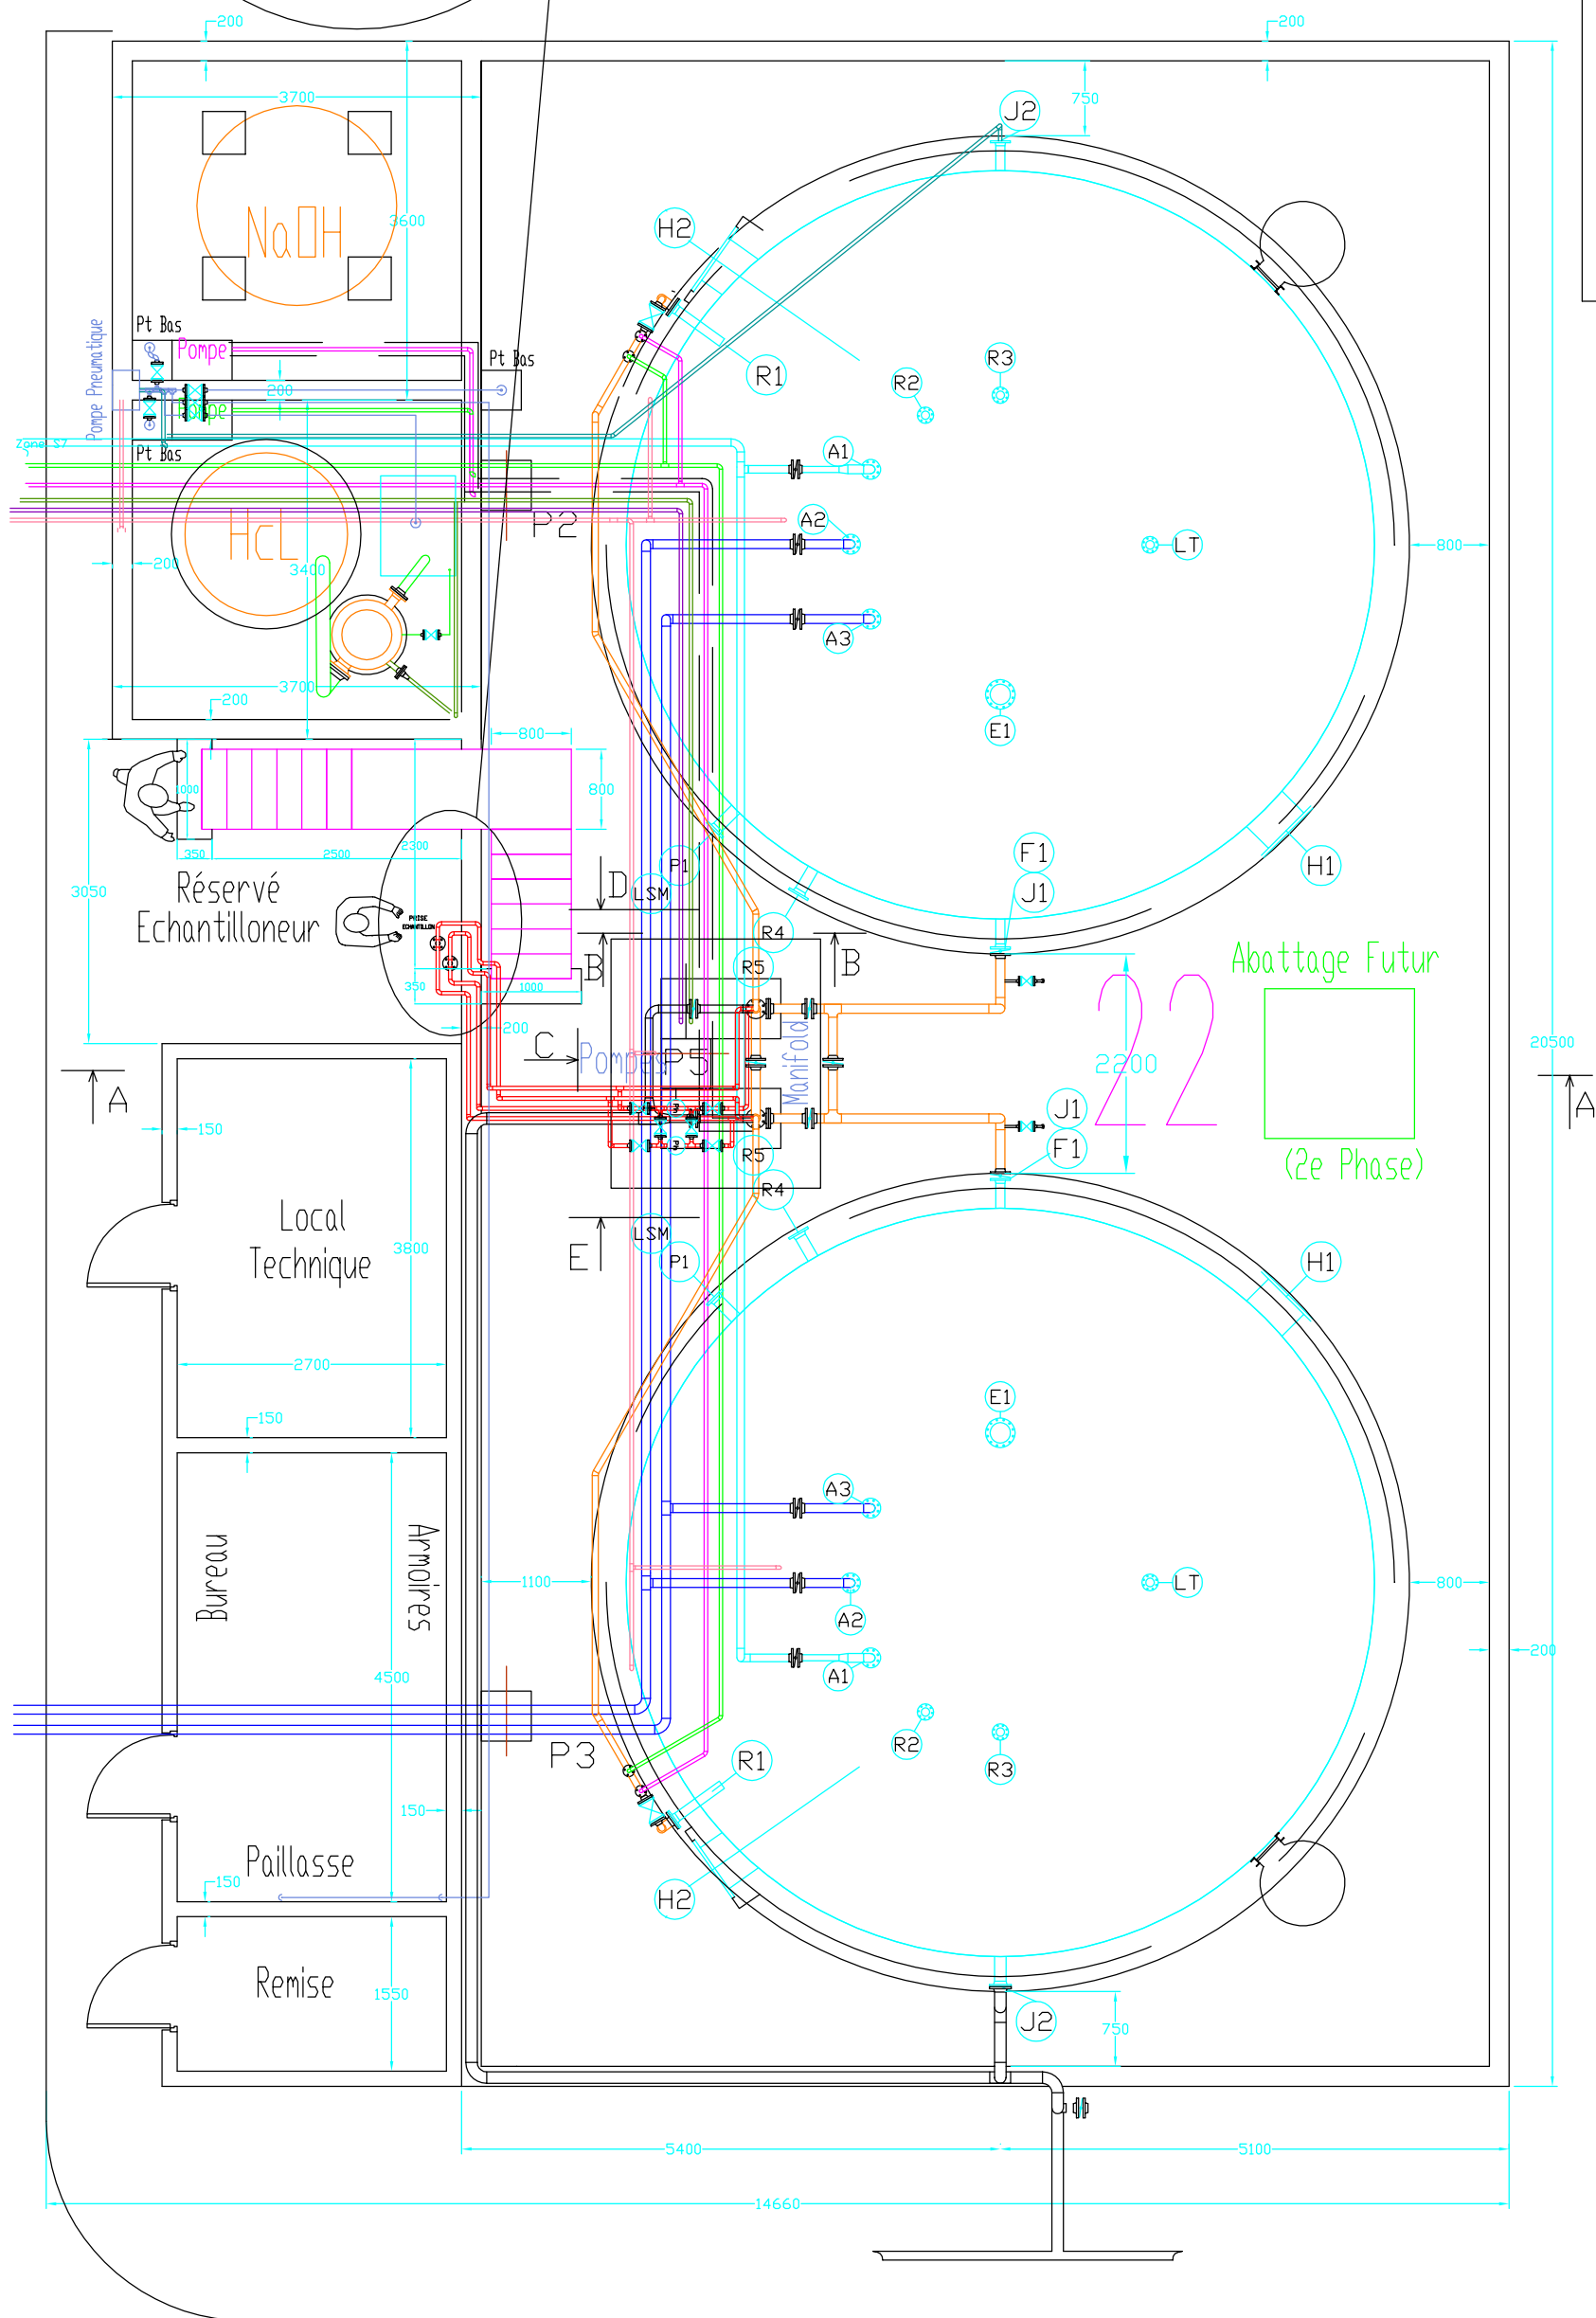 200
200
3700
750
J2
H2
3600
NaOH
Pt Bas
Pompe Pneumatique
Pompe
Pt Bas
R1
R3
R2
200
Pompe
Zone S7
Pt Bas
A1
P2
A2
HcL
LT
800
200
3400
A3
3700
200
E1
800
800
1000
350
2500
2300
P1
F1
H1
3050
Réservé
Echantilloneur
D
LSM
J1
PRISE
ECHANTILLON
R4
Abattage Futur
B
B
R5
350
1000
22
200
C
Pompes
P5
Manifold
2200
20500
A
A
J1
150
R5
F1
(2e Phase)
R4
Local
Technique
3800
LSM
E
P1
H1
2700
E1
150
A3
Bureau
Armoires
1100
LT
800
A2
200
4500
A1
P3
R2
R1
R3
150
Paillasse
150
H2
Remise
1550
J2
750
5400
5100
14660